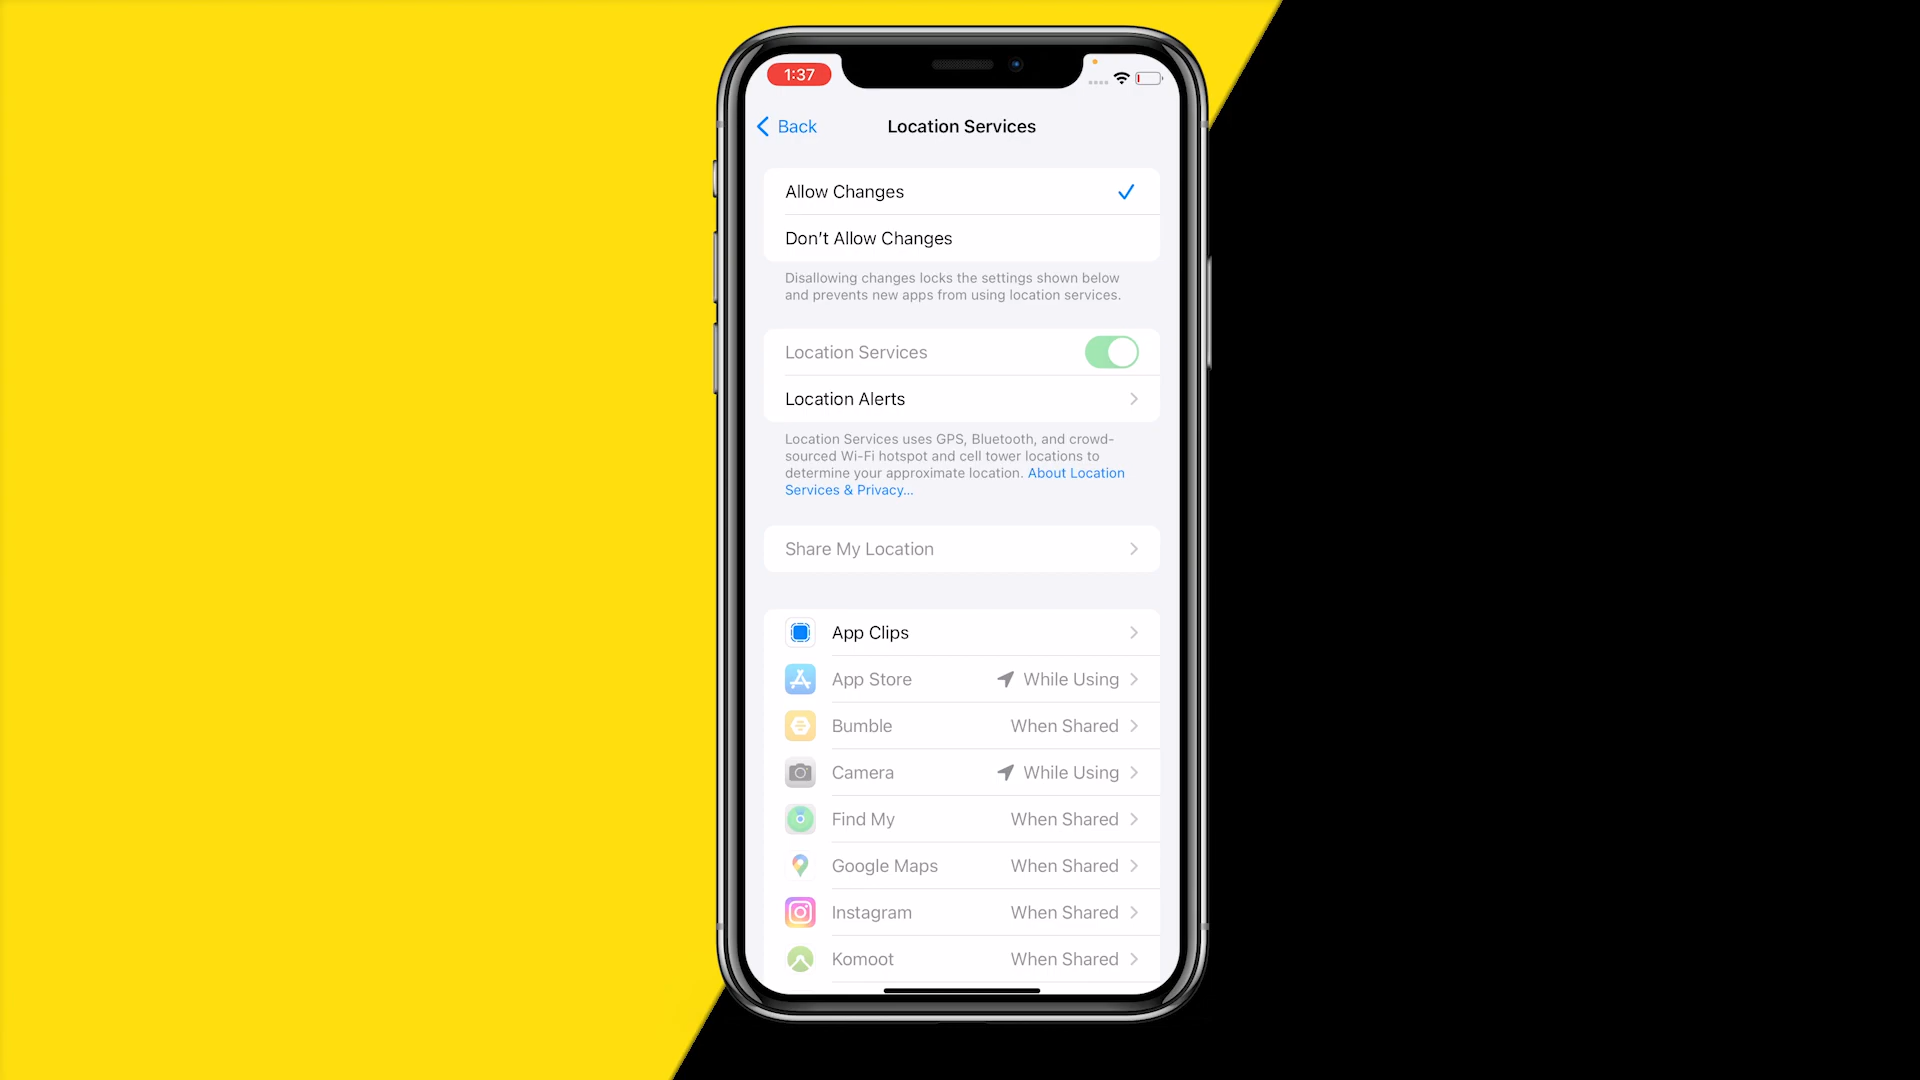 1:37
Back
Location Services
Allow Changes
Don't Allow Changes
Disallowing changes locks the settings shown below
and prevents new apps from using location services.
Location Services
Location Alerts
Location Services uses GPS, Bluetooth, and crowd-
sourced Wi-Fi hotspot and cell tower locations to
determine your approximate location. About Location
Services & Privacy...
Share My Location
App Clips
App Store While Using
Bumble When Shared
Camera While Using
Find My When Shared
Google Maps When Shared
Instagram When Shared
Komoot When Shared